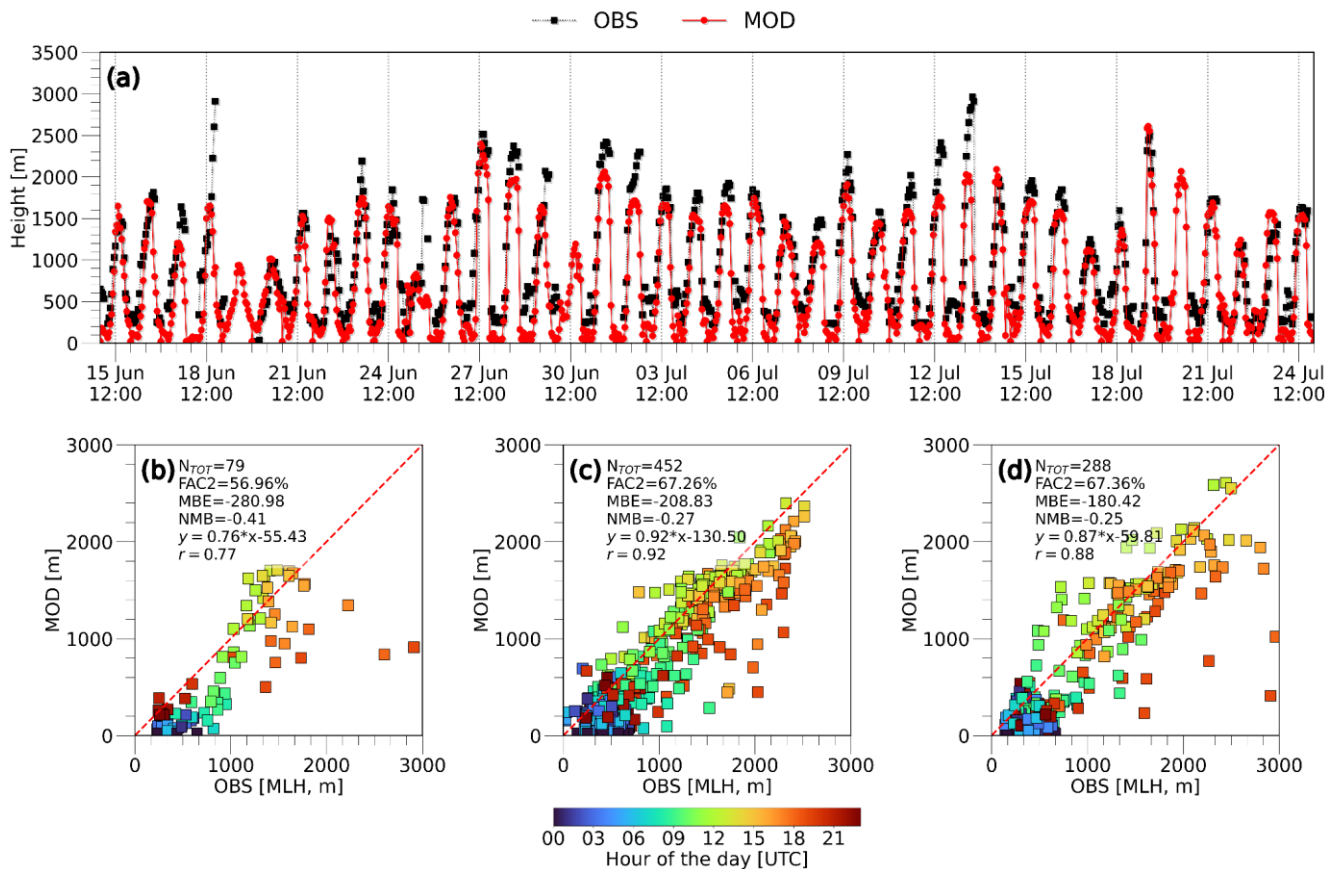 OBS MOD
(a)
Height [m]
3500
3000
2500
2000
1500
1000
500
0
15 Jun 18 Jun 21 Jun 24 Jun 27 Jun 30 Jun 03 Jul 06 Jul 09 Jul 12 Jul 15 Jul 18 Jul 21 Jul 24 Jul
12:00 12:00 12:00 12:00 12:00 12:00 12:00 12:00 12:00 12:00 12:00 12:00 12:00 12:00
(b)
N_{TOT}=79
FAC2=56.96%
MBE=-280.98
NMB=-0.41
y = 0.76*x-55.43
r = 0.77
MOD [m]
3000
2000
1000
0
0 1000 2000 3000
OBS [MLH, m]
(c)
N_{TOT}=452
FAC2=67.26%
MBE=-208.83
NMB=-0.27
y = 0.92*x-130.50
r = 0.92
MOD [m]
3000
2000
1000
0
0 1000 2000 3000
OBS [MLH, m]
(d)
N_{TOT}=288
FAC2=67.36%
MBE=-180.42
NMB=-0.25
y = 0.87*x-59.81
r = 0.88
MOD [m]
3000
2000
1000
0
0 1000 2000 3000
OBS [MLH, m]
00 03 06 09 12 15 18 21
Hour of the day [UTC]